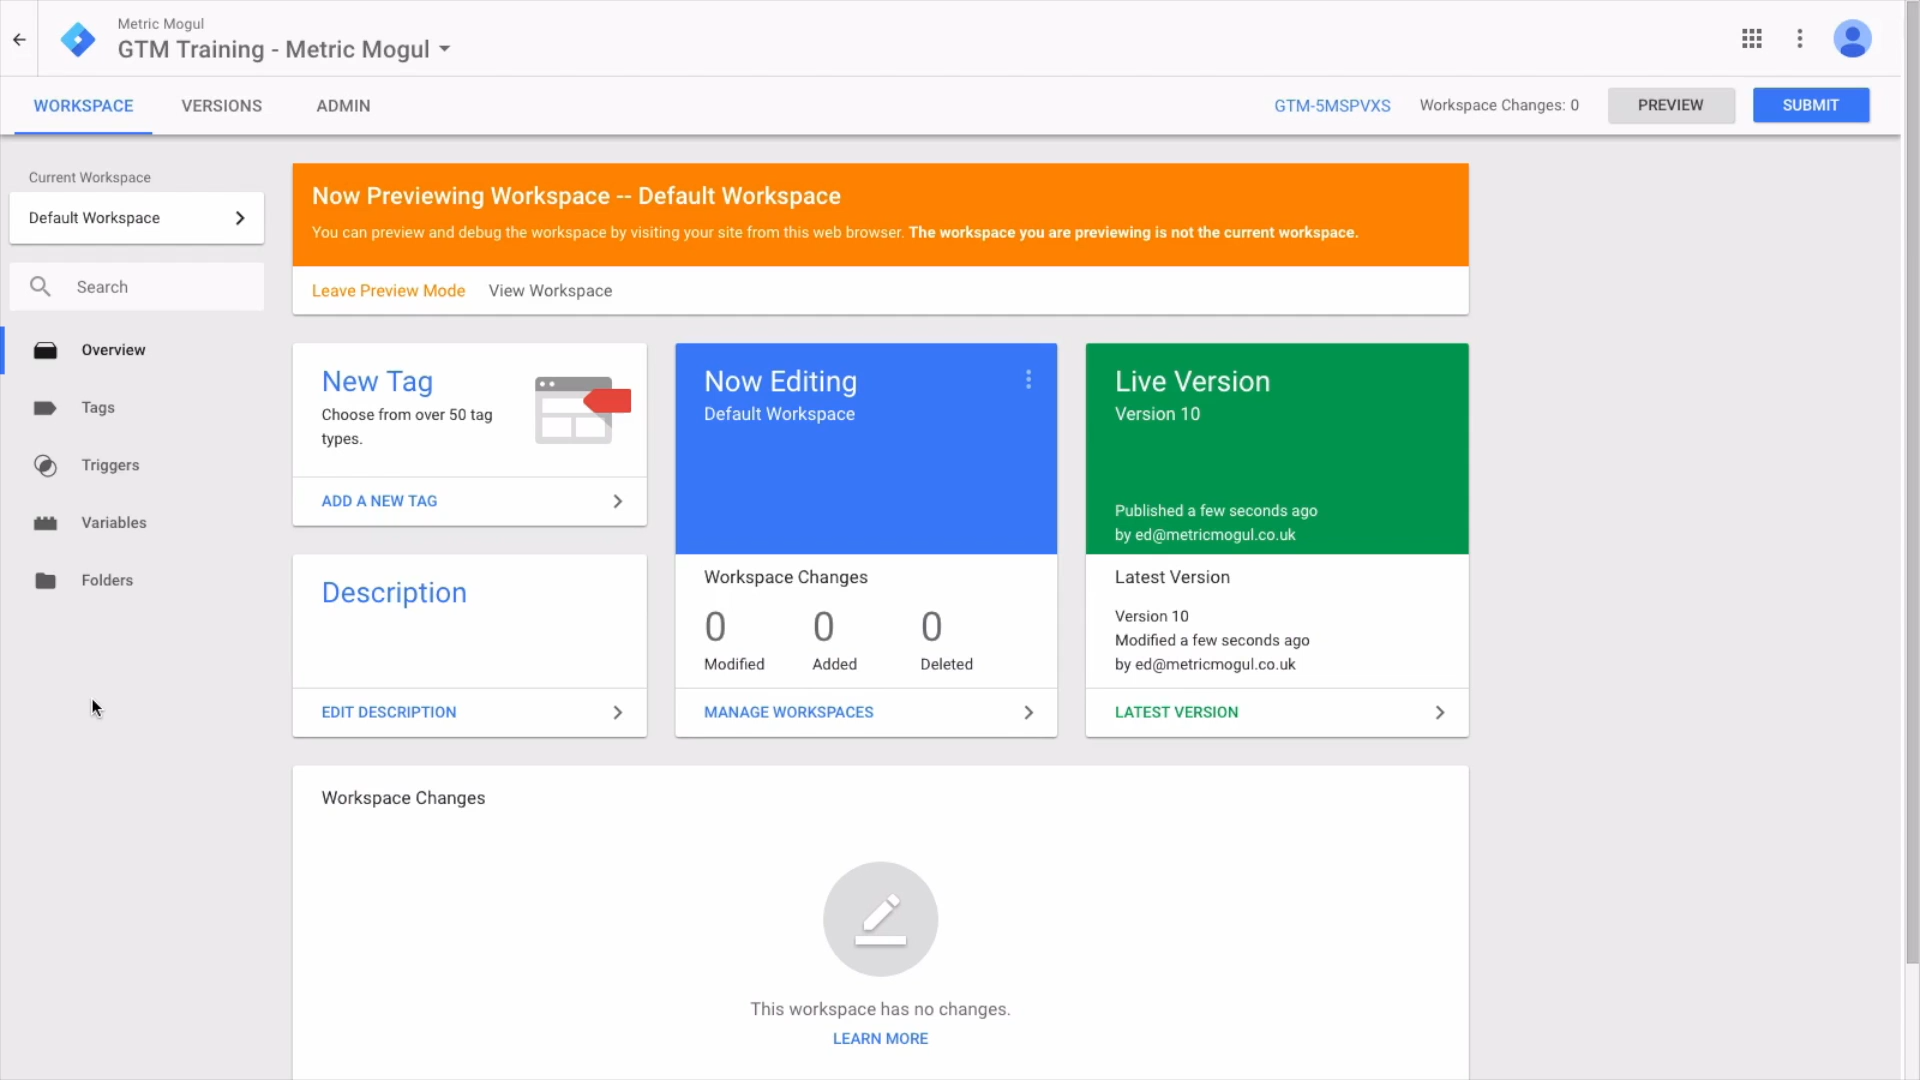 Metric Mogul
GTM Training - Metric Mogul
WORKSPACE
VERSIONS
ADMIN
GTM-5MSPVXS
Workspace Changes: 0
PREVIEW
SUBMIT
Current Workspace
Default Workspace
Search
Overview
Tags
Triggers
Variables
Folders
Now Previewing Workspace -- Default Workspace
You can preview and debug the workspace by visiting your site from this web browser. The workspace you are previewing is not the current workspace.
Leave Preview Mode
View Workspace
New Tag
Choose from over 50 tag
types.
ADD A NEW TAG
Description
EDIT DESCRIPTION
Now Editing
Default Workspace
Workspace Changes
0
0
0
Modified
Added
Deleted
MANAGE WORKSPACES
Live Version
Version 10
Published a few seconds ago
by ed@metricmogul.co.uk
Latest Version
Version 10
Modified a few seconds ago
by ed@metricmogul.co.uk
LATEST VERSION
Workspace Changes
This workspace has no changes.
LEARN MORE